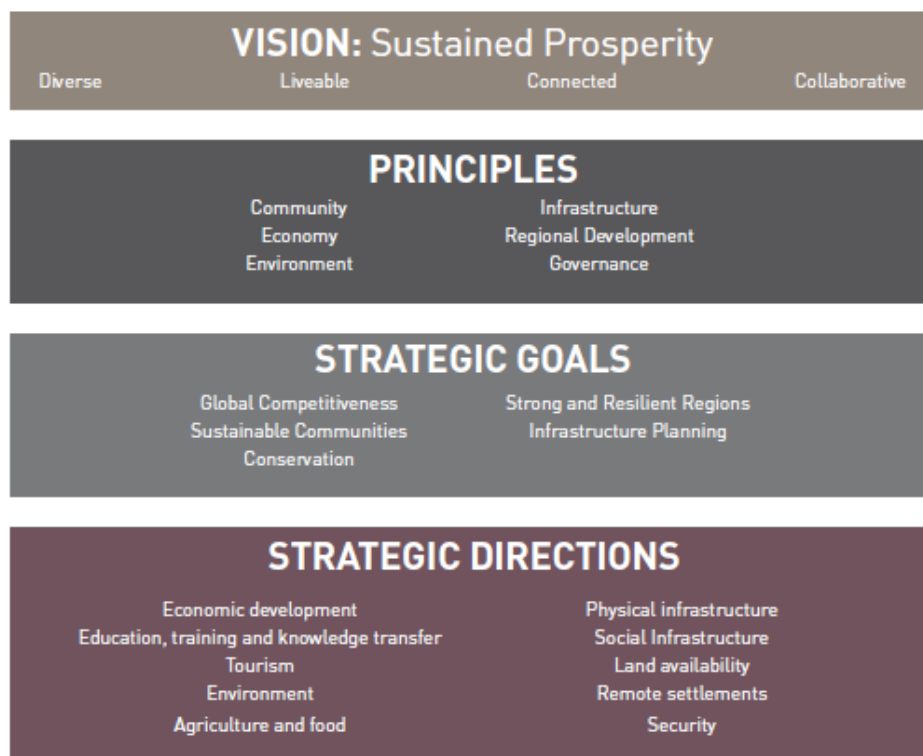 VISION: Sustained Prosperity
Diverse Liveable Connected Collaborative
PRINCIPLES
Community Infrastructure
Economy Regional Development
Environment Governance
STRATEGIC GOALS
Global Competitiveness Strong and Resilient Regions
Sustainable Communities Infrastructure Planning
Conservation
STRATEGIC DIRECTIONS
Economic development Physical infrastructure
Education, training and knowledge transfer Social Infrastructure
Tourism Land availability
Environment Remote settlements
Agriculture and food Security